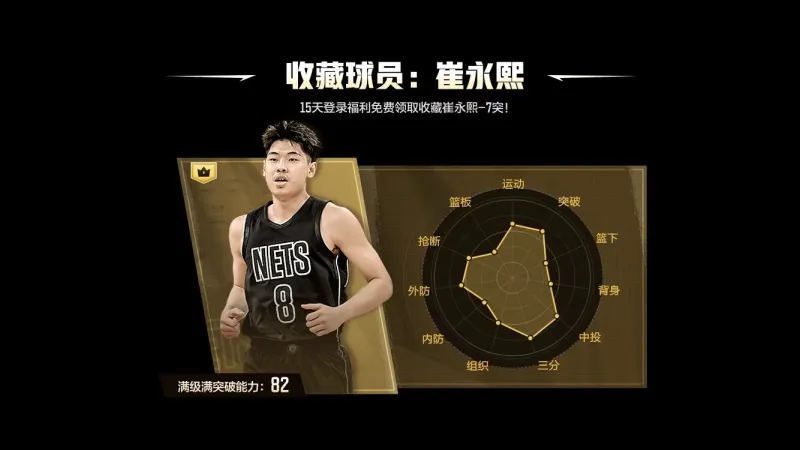 收藏球员：崔永熙
15天登录福利免费领取收藏崔永熙-7突！
运动
篮板
突破
抢断
篮下
外防
背身
内防
中投
组织
三分
NETS
8
满级满突破能力：82